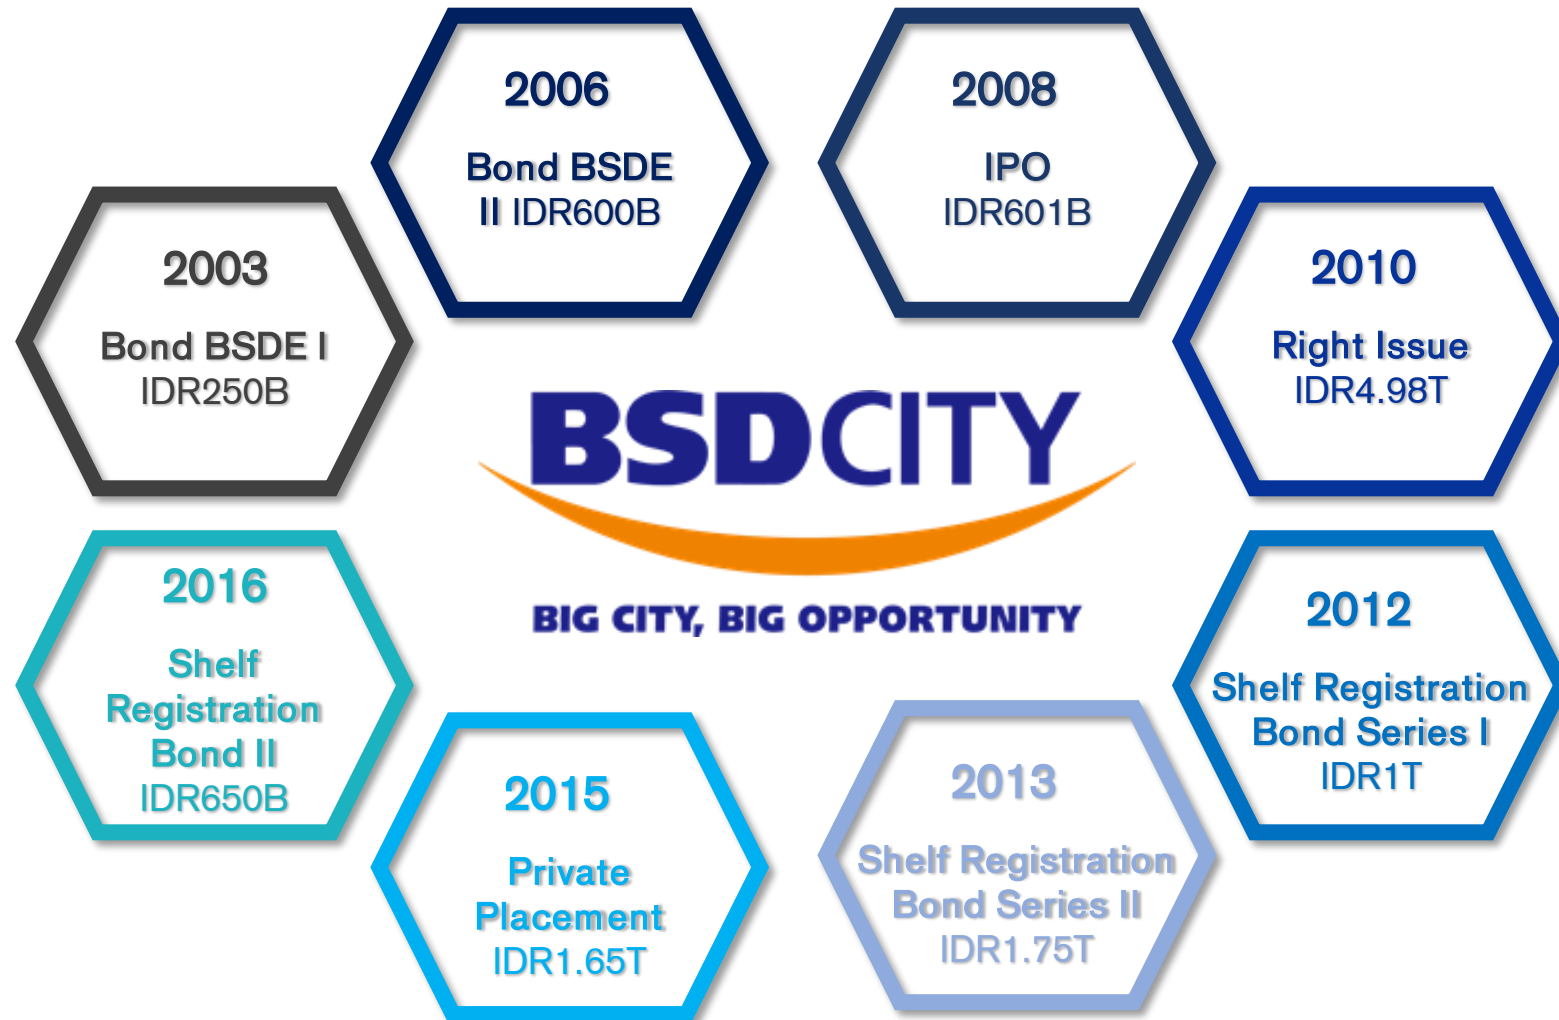 2003
Bond BSDE I
IDR250B
2006
Bond BSDE
II IDR600B
2008
IPO
IDR601B
2010
Right Issue
IDR4.98T
2012
Shelf Registration
Bond Series I
IDR1T
2013
Shelf Registration
Bond Series II
IDR1.75T
2015
Private
Placement
IDR1.65T
2016
Shelf
Registration
Bond II
IDR650B
BSDCITY
BIG CITY, BIG OPPORTUNITY